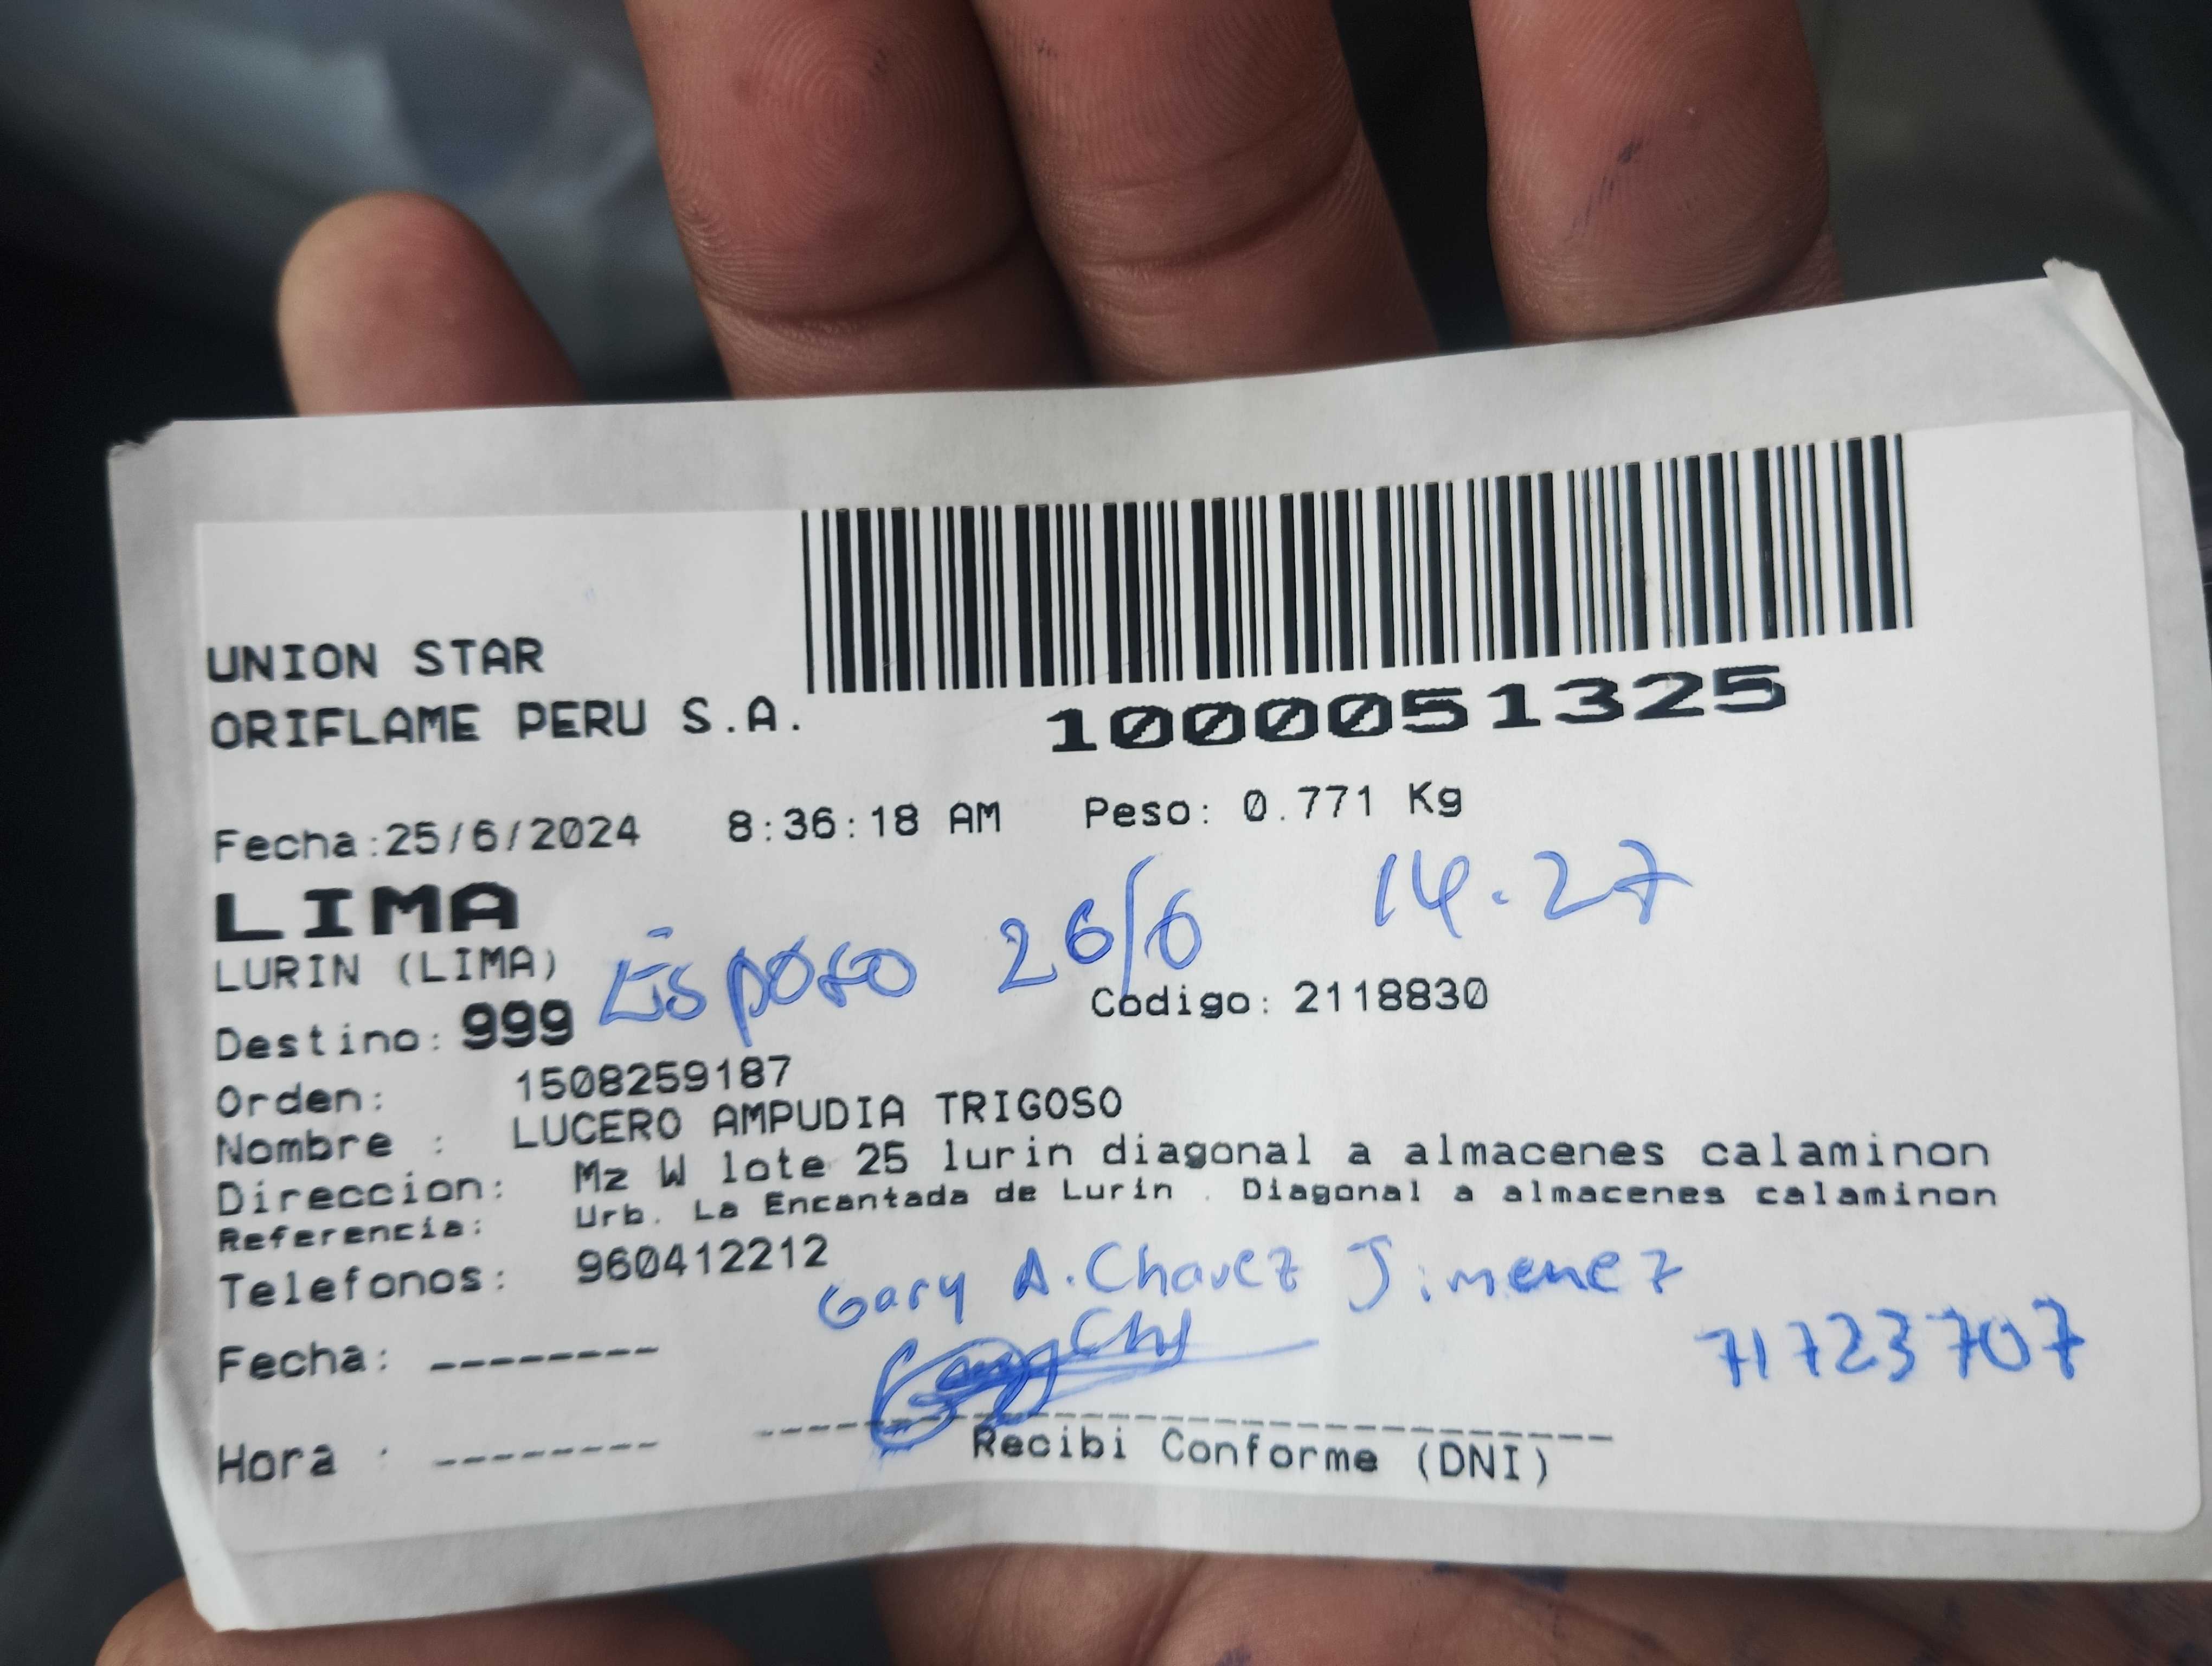 UNION STAR
ORIFLAME PERU S.A.
1000051325
Fecha:25/6/2024 8:36:18 AM Peso: 0.771 Kg
LIMA
LURIN (LIMA) Esposo 26/6 14.27
Destino: 999 Codigo: 2118830
Orden: 1508259187
Nombre : LUCERO AMPUDIA TRIGOSO
Direccion: Mz W lote 25 lurin diagonal a almacenes calaminon
Referencia: Urb. La Encantada de Lurin . Diagonal a almacenes calaminon
Telefonos: 960412212
Gary A. Chavez Jimenez
71723707
Fecha: --------
Hora : --------
Recibi Conforme (DNI)